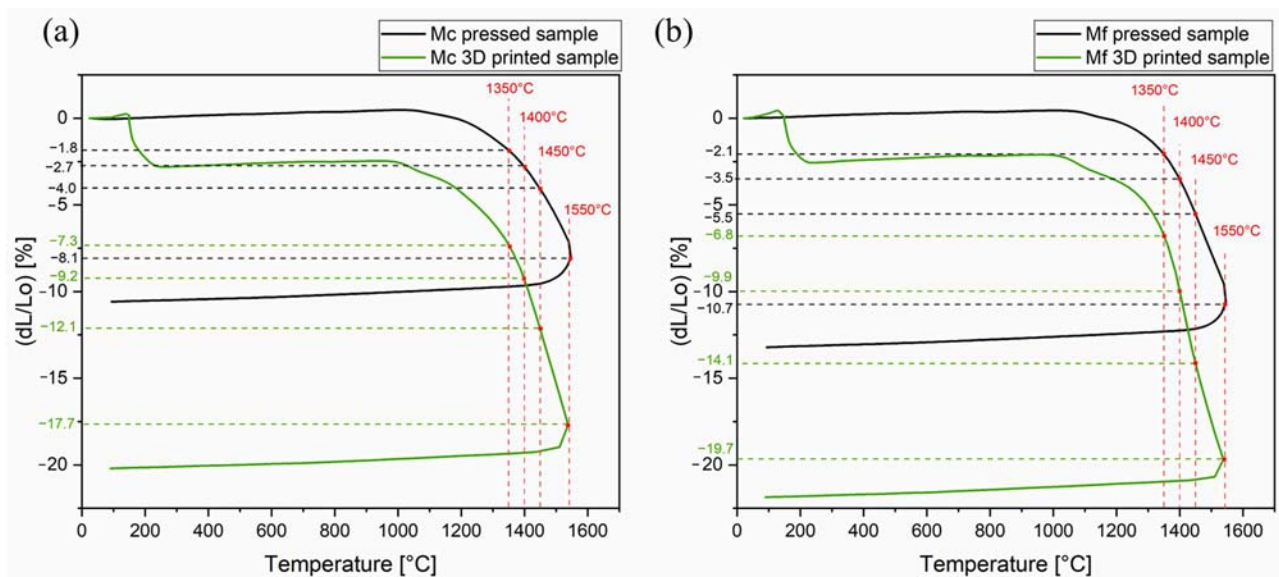 (a)
Mc pressed sample
Mc 3D printed sample
1350°C
1400°C
1450°C
1550°C
0
−1.8
−2.7
−4.0
−5
−7.3
−8.1
−9.2
−10
−12.1
−15
−17.7
−20
(dL/Lo) [%]
0 200 400 600 800 1000 1200 1400 1600
Temperature [°C]
(b)
Mf pressed sample
Mf 3D printed sample
1350°C
1400°C
1450°C
1550°C
0
−2.1
−3.5
−5
−5.5
−6.8
−9.9
−10
−10.7
−14.1
−15
−19.7
−20
(dL/Lo) [%]
0 200 400 600 800 1000 1200 1400 1600
Temperature [°C]